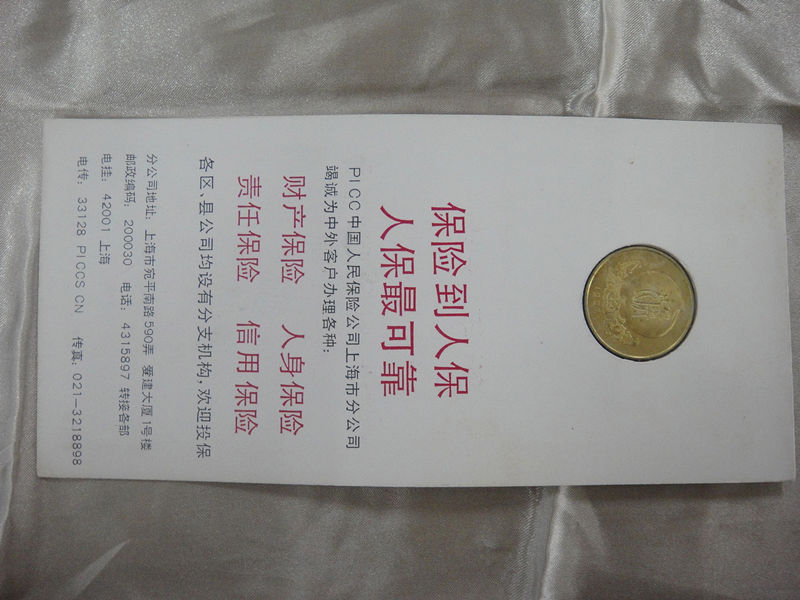 保险到人保
人保最可靠
PICC中国人民保险公司上海市分公司
竭诚为中外客户办理各种:
财产保险 人身保险
责任保险 信用保险
各区、县公司均设有分支机构,欢迎投保
分公司地址: 上海市宛平南路590弄 爱建大厦1号楼
邮政编码: 200030 电话: 4315897 转接各部
电挂: 42001 上海
电传: 33128 PICCS CN 传真: 021—3218898